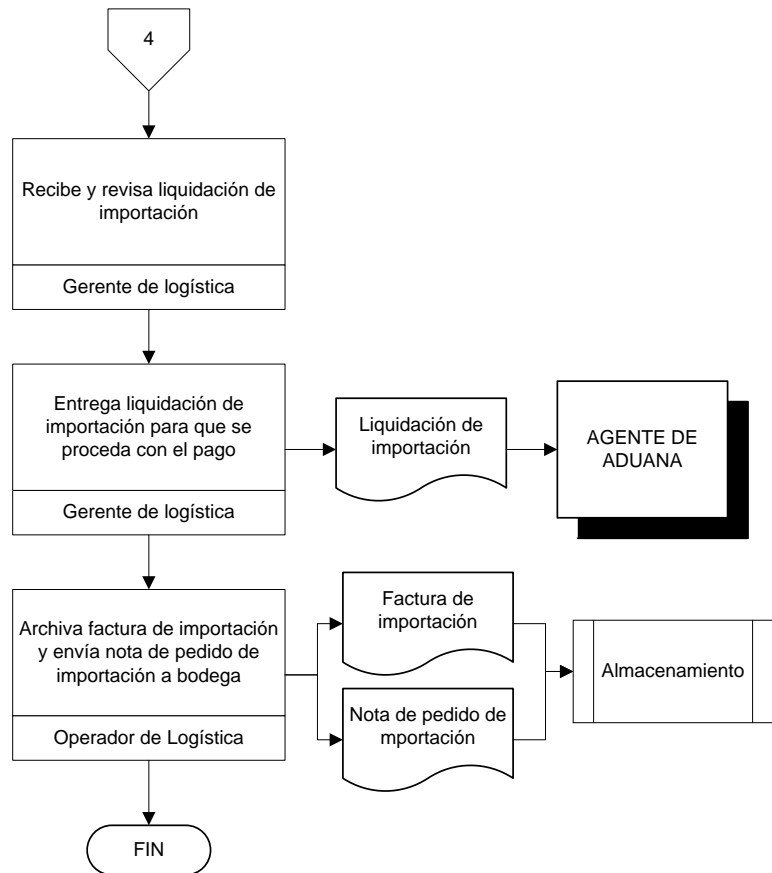 4
Recibe y revisa liquidación de
importación
Gerente de logística
Entrega liquidación de
importación para que se
proceda con el pago
Gerente de logística
Liquidación de
importación
AGENTE DE
ADUANA
Archiva factura de importación
y envía nota de pedido de
importación a bodega
Operador de Logística
Factura de
importación
Nota de pedido de
mportación
Almacenamiento
FIN